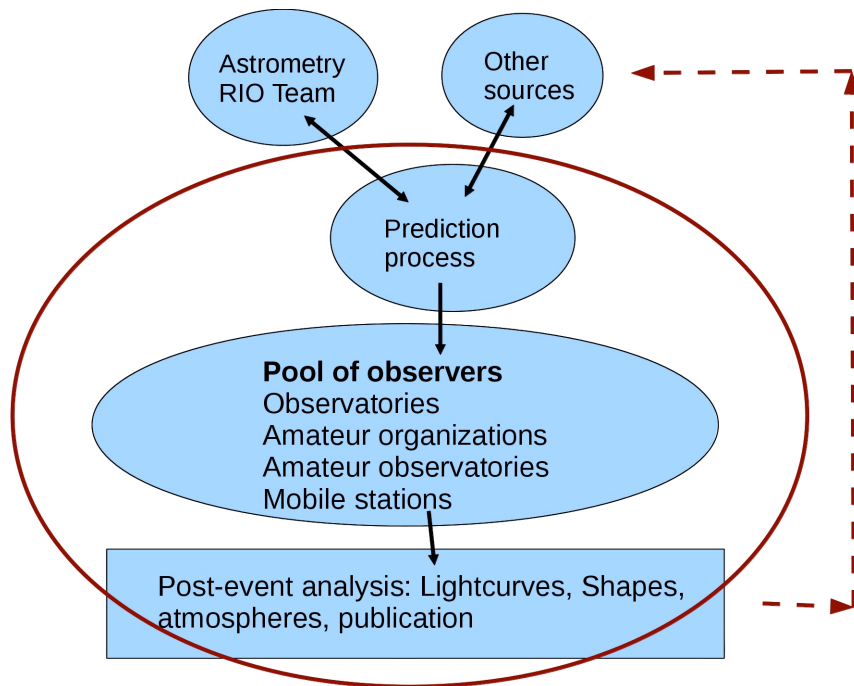 Astrometry
RIO Team
Other
sources
Prediction
process
Pool of observers
Observatories
Amateur organizations
Amateur observatories
Mobile stations
Post-event analysis: Lightcurves, Shapes,
atmospheres, publication